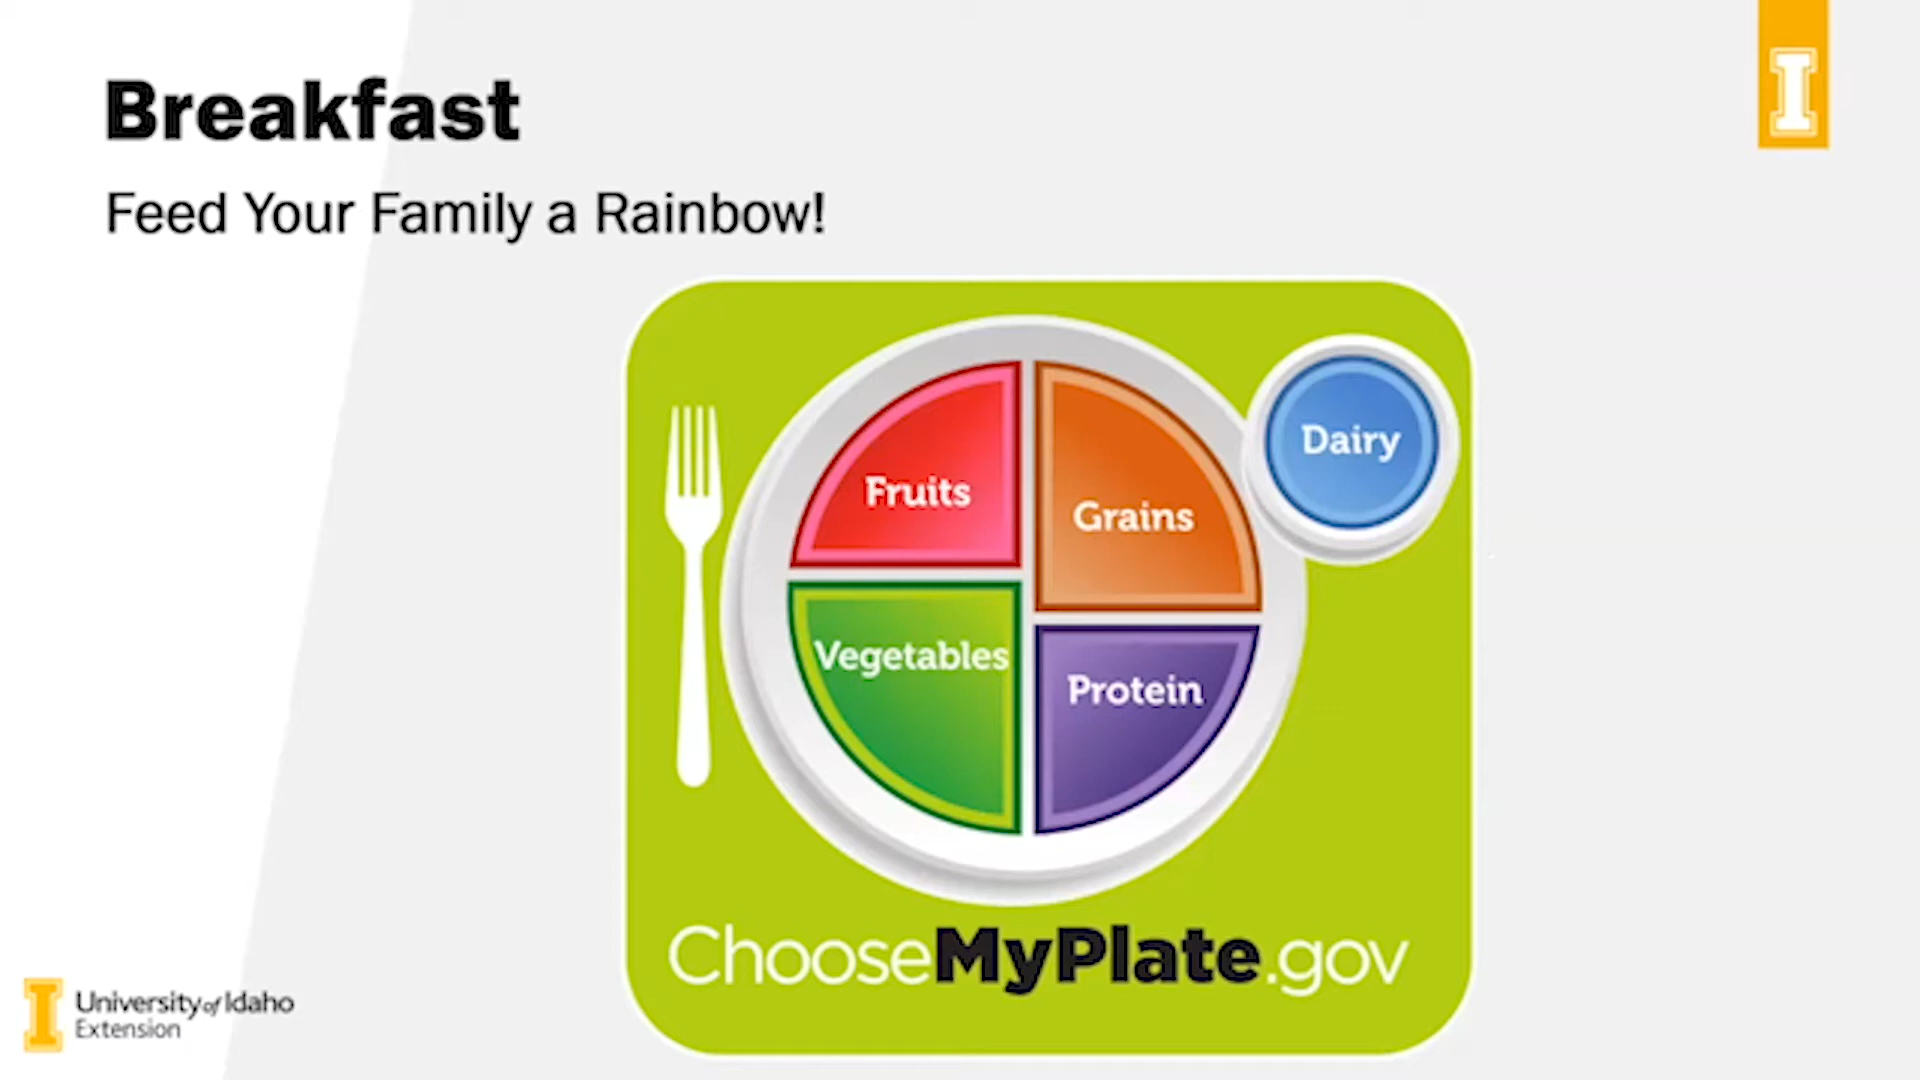 Breakfast
Feed Your Family a Rainbow!
I
Fruits
Grains
Dairy
Vegetables
Protein
ChooseMyPlate.gov
I
University of Idaho
Extension